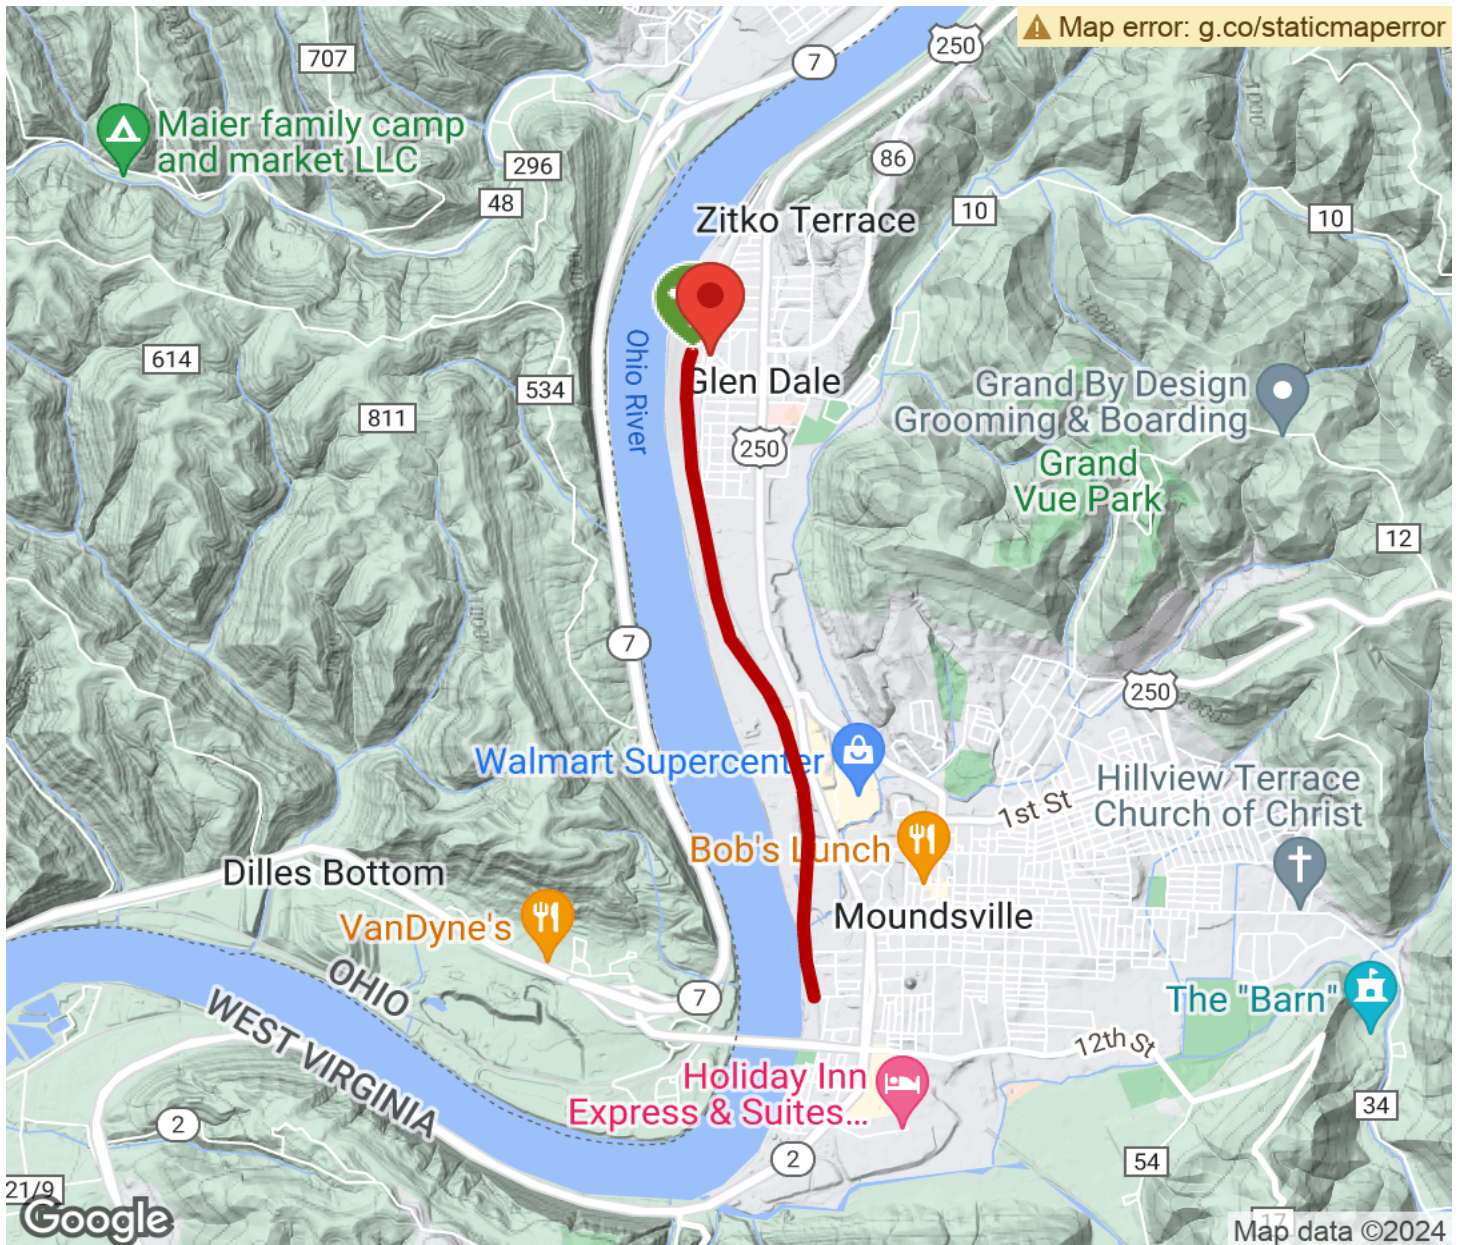 Map error: g.co/staticmaperror
707
7
250
Maier family camp
and market LLC
296
86
48
10
10
Zitko Terrace
Ohio River
614
534
811
Glen Dale
250
Grand By Design
Grooming & Boarding
Grand
Vue Park
12
7
250
Walmart Supercenter
1st St
Hillview Terrace
Church of Christ
Bob's Lunch
Dilles Bottom
VanDyne's
Moundsville
OHIO
WEST VIRGINIA
7
The "Barn"
12th St
Holiday Inn
Express & Suites...
2
34
2
54
21/9
17
Google
Map data ©2024